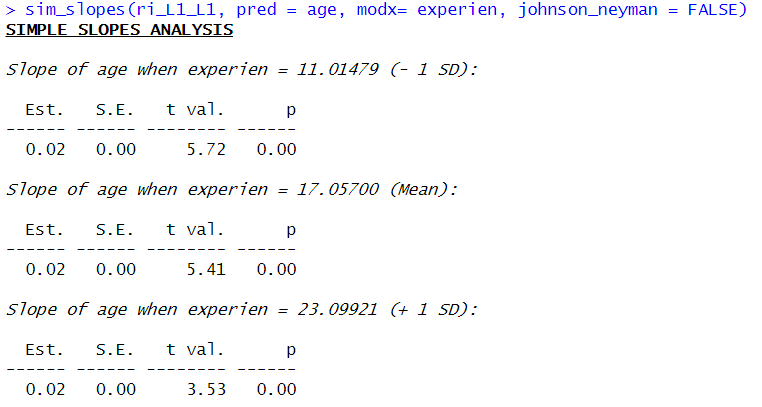 > sim_slopes(ri_L1_L1, pred = age, modx= experien, johnson_neyman = FALSE)
SIMPLE SLOPES ANALYSIS
Slope of age when experien = 11.01479 (- 1 SD):
Est. S.E. t val. p
------ ------ -------- ------
0.02 0.00 5.72 0.00
Slope of age when experien = 17.05700 (Mean):
Est. S.E. t val. p
------ ------ -------- ------
0.02 0.00 5.41 0.00
Slope of age when experien = 23.09921 (+ 1 SD):
Est. S.E. t val. p
------ ------ -------- ------
0.02 0.00 3.53 0.00